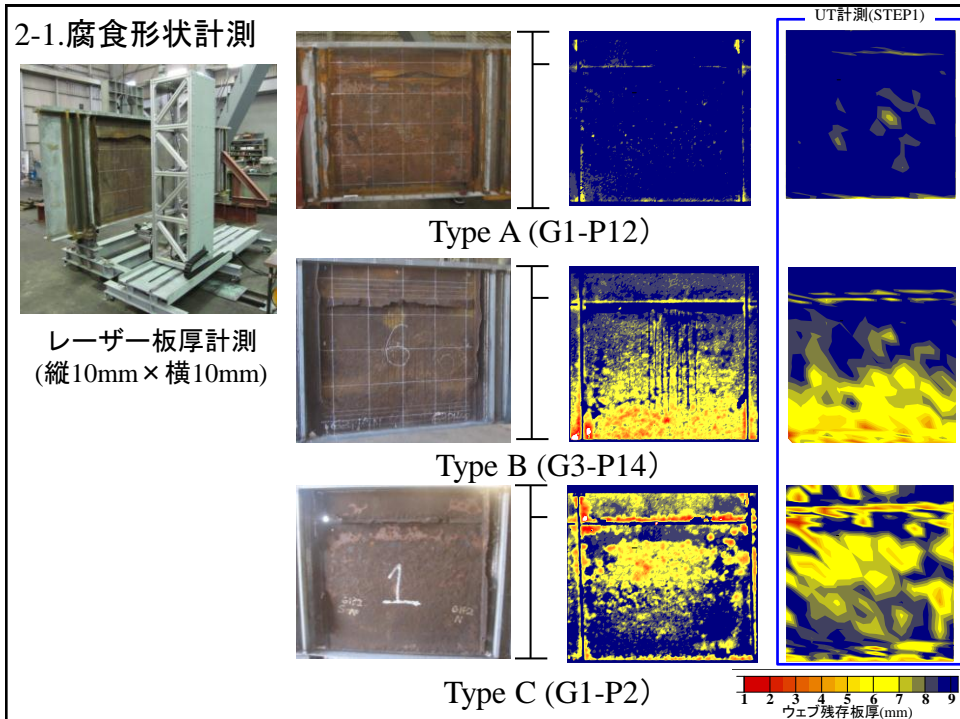 2-1.腐食形状計測
UT計測(STEP1)
レーザー板厚計測
(縦10mm×横10mm)
Type A (G1-P12)
6
Type B (G3-P14)
1
G1P2
Type C (G1-P2)
1 2 3 4 5 6 7 8 9
ウェブ残存板厚(mm)